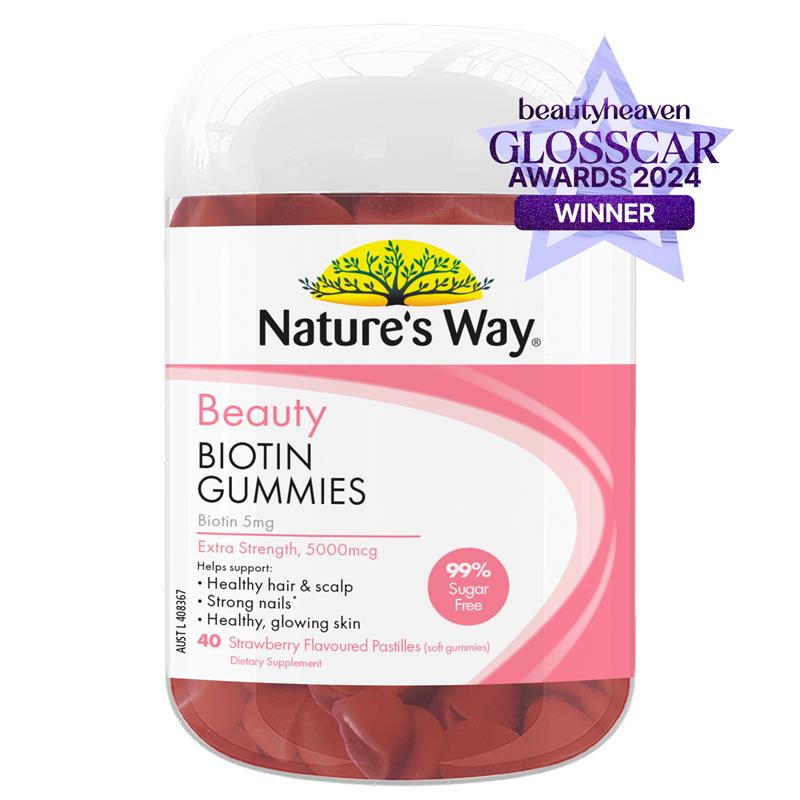 beautyheaven
GLOSSCAR
AWARDS 2024
WINNER
Nature's Way®
Beauty
BIOTIN
GUMMIES
Biotin 5mg
Extra Strength, 5000mcg
Helps support:
• Healthy hair & scalp
• Strong nails*
• Healthy, glowing skin
99%
Sugar
Free
40 Strawberry Flavoured Pastilles (soft gummies)
Dietary Supplement
AUST L 408367